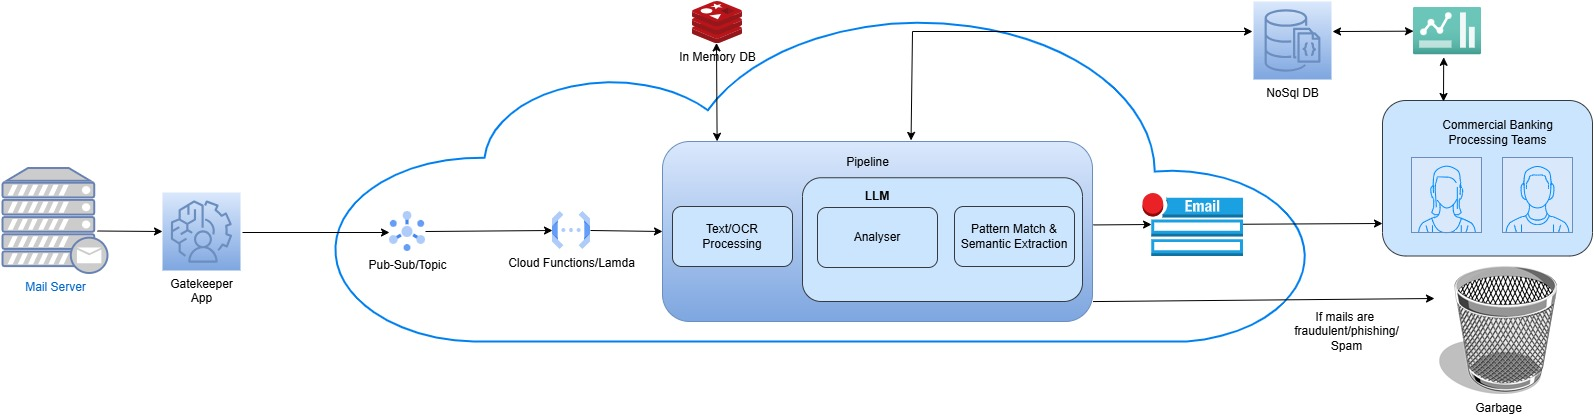 In Memory DB
NoSql DB
Commercial Banking
Processing Teams
Pipeline
LLM
Text/OCR
Processing
Analyser
Pattern Match &
Semantic Extraction
Email
Mail Server
Gatekeeper
App
Pub-Sub/Topic
Cloud Functions/Lamda
If mails are
fraudulent/phishing/
Spam
Garbage